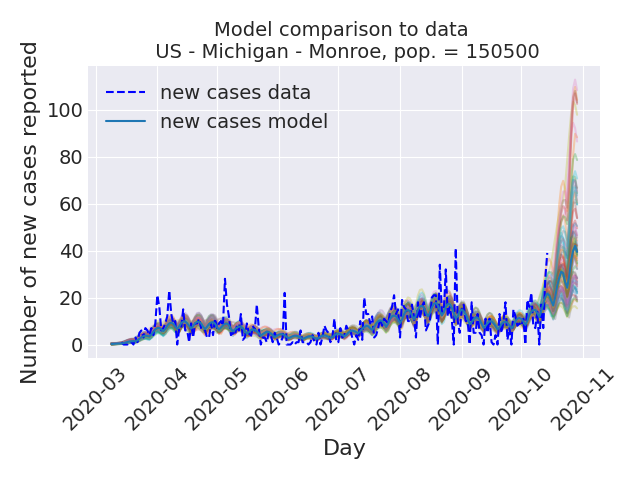 Model comparison to data
US - Michigan - Monroe, pop. = 150500
Number of new cases reported
100
80
60
40
20
0
new cases data
new cases model
2020-03
2020-04
2020-05
2020-06
2020-07
2020-08
2020-09
2020-10
2020-11
Day